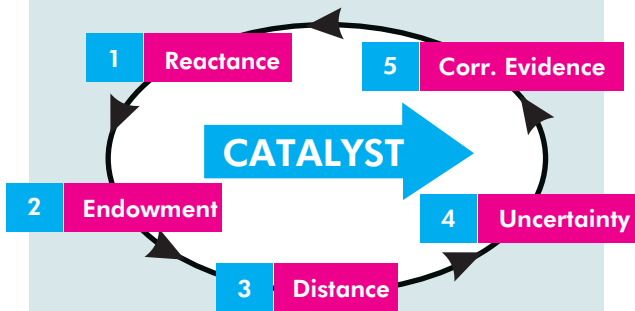 1 Reactance
5 Corr. Evidence
CATALYST
2 Endowment
4 Uncertainty
3 Distance